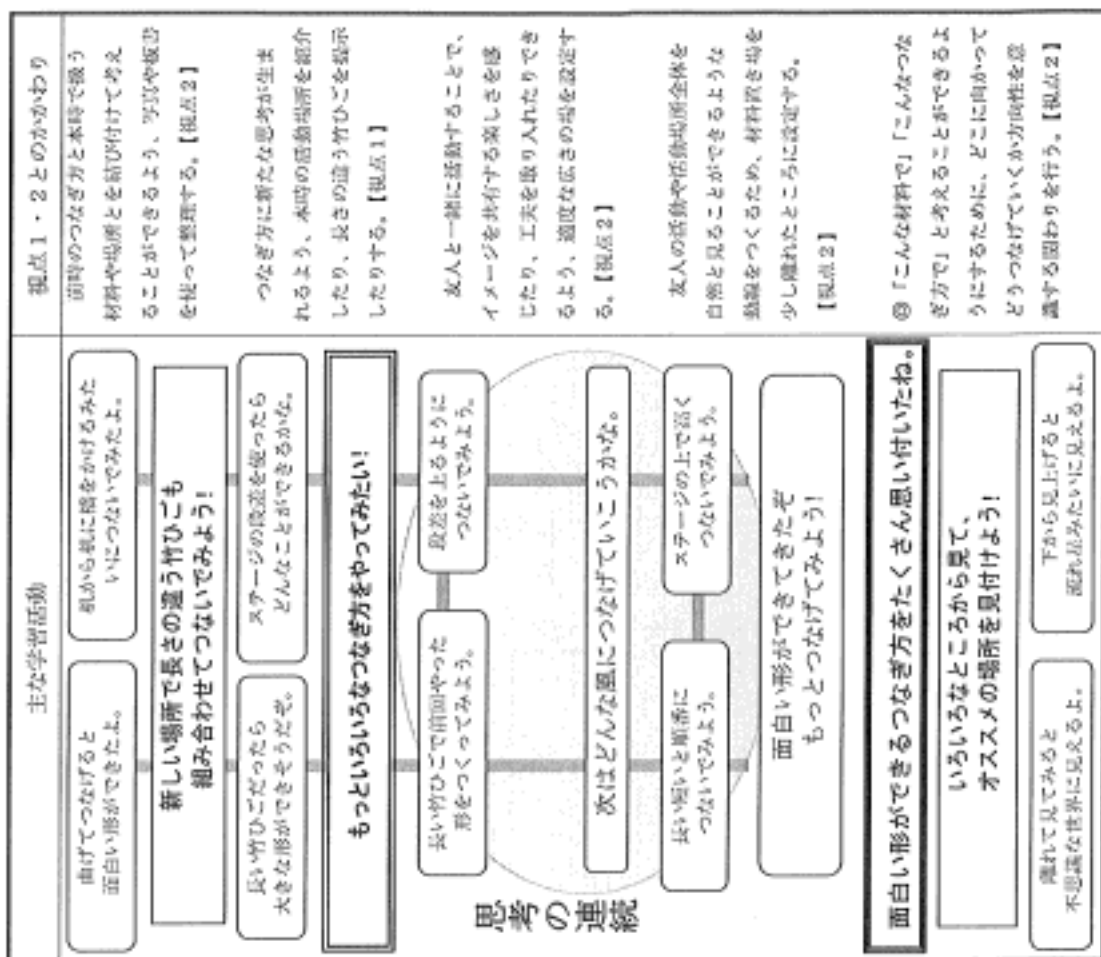 主な学習活動
視点1・2とのかかわり
曲げてつなげると
面白い形ができたよ。
机から机に橋をかけるみた
いにつないでみたよ。
新しい場所で長さの違う竹ひごも
組み合わせてつないでみよう!
長い竹ひごだったら
大きな形ができそうだぞ。
ステージの段差を使ったら
どんなことができるかな。
もっといろいろなつなぎ方をやってみたい!
思考の連続
長い竹ひごで前回やった
形をつくってみよう。
段差を上るように
つないでみよう。
次はどんな風につなげていこうかな。
長い短いと順番に
つないでみよう。
ステージの上で高く
つないでみよう。
面白い形ができてきたぞ
もっとつなげてみよう!
面白い形ができるつなぎ方をたくさん思い付いたね。
いろいろなところから見て、
オススメの場所を見付けよう!
離れて見てみると
不思議な世界に見えるよ。
下から見上げると
流れ星みたいに見えるよ。
前時のつなぎ方と本時で扱う
材料や場所とを結び付けて考え
ることができるよう、写真や板書
を使って整理する。【視点2】
つなぎ方に新たな思考が生ま
れるよう、本時の活動場所を紹介
したり、長さの違う竹ひごを提示
したりする。【視点1】
友人と一緒に活動することで、
イメージを共有する楽しさを感
じたり、工夫を取り入れたりでき
るよう、適度な広さの場を設定す
る。【視点2】
友人の活動や活動場所全体を
自然と見ることができるような
動線をつくるため、材料置き場を
少し離れたところに設定する。
【視点2】
◎「こんな材料で」「こんなつな
ぎ方で」と考えることができるよ
うにするために、どこに向かって
どうつなげていくか方向性を意
識する関わりを行う。【視点2】